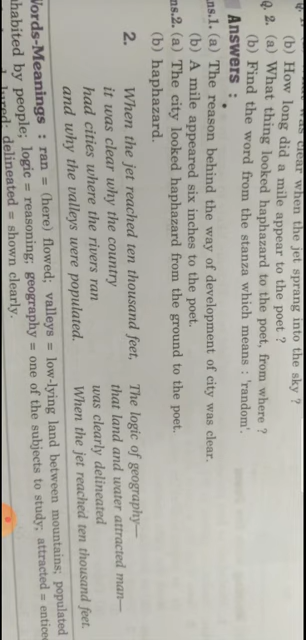 clear when the jet sprang into the sky ?
(b) How long did a mile appear to the poet ?
Q. 2. (a) What thing looked haphazard to the poet, from where ?
(b) Find the word from the stanza which means : 'random'.
Answers :
ns.1. (a) The reason behind the way of development of city was clear.
(b) A mile appeared six inches to the poet.
ns.2. (a) The city looked haphazard from the ground to the poet.
(b) haphazard.
2.
When the jet reached ten thousand feet,
it was clear why the country
had cities where the rivers ran
and why the valleys were populated.
The logic of geography—
that land and water attracted man—
was clearly delineated
When the jet reached ten thousand feet.
Words-Meanings : ran = (here) flowed; valleys = low-lying land between mountains; populated
habited by people; logic = reasoning; geography = one of the subjects to study; attracted = entice
delineated = shown clearly.